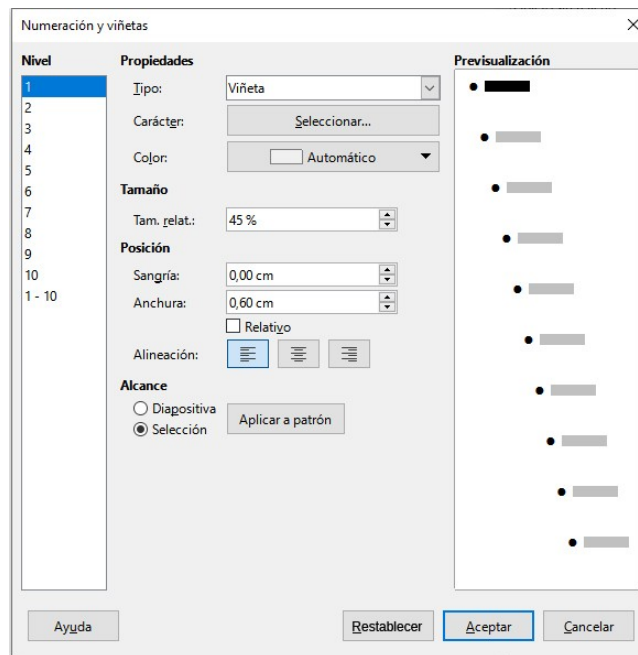 Numeración y viñetas
Nivel
1
2
3
4
5
6
7
8
9
10
1 - 10
Propiedades
Tipo:
Viñeta
Carácter:
Seleccionar...
Color:
Automático
Tamaño
Tam. relat.:
45 %
Posición
Sangría:
0,00 cm
Anchura:
0,60 cm
Relativo
Alineación:
Alcance
Diapositiva
Selección
Aplicar a patrón
Previsualización
Ayuda
Restablecer
Aceptar
Cancelar